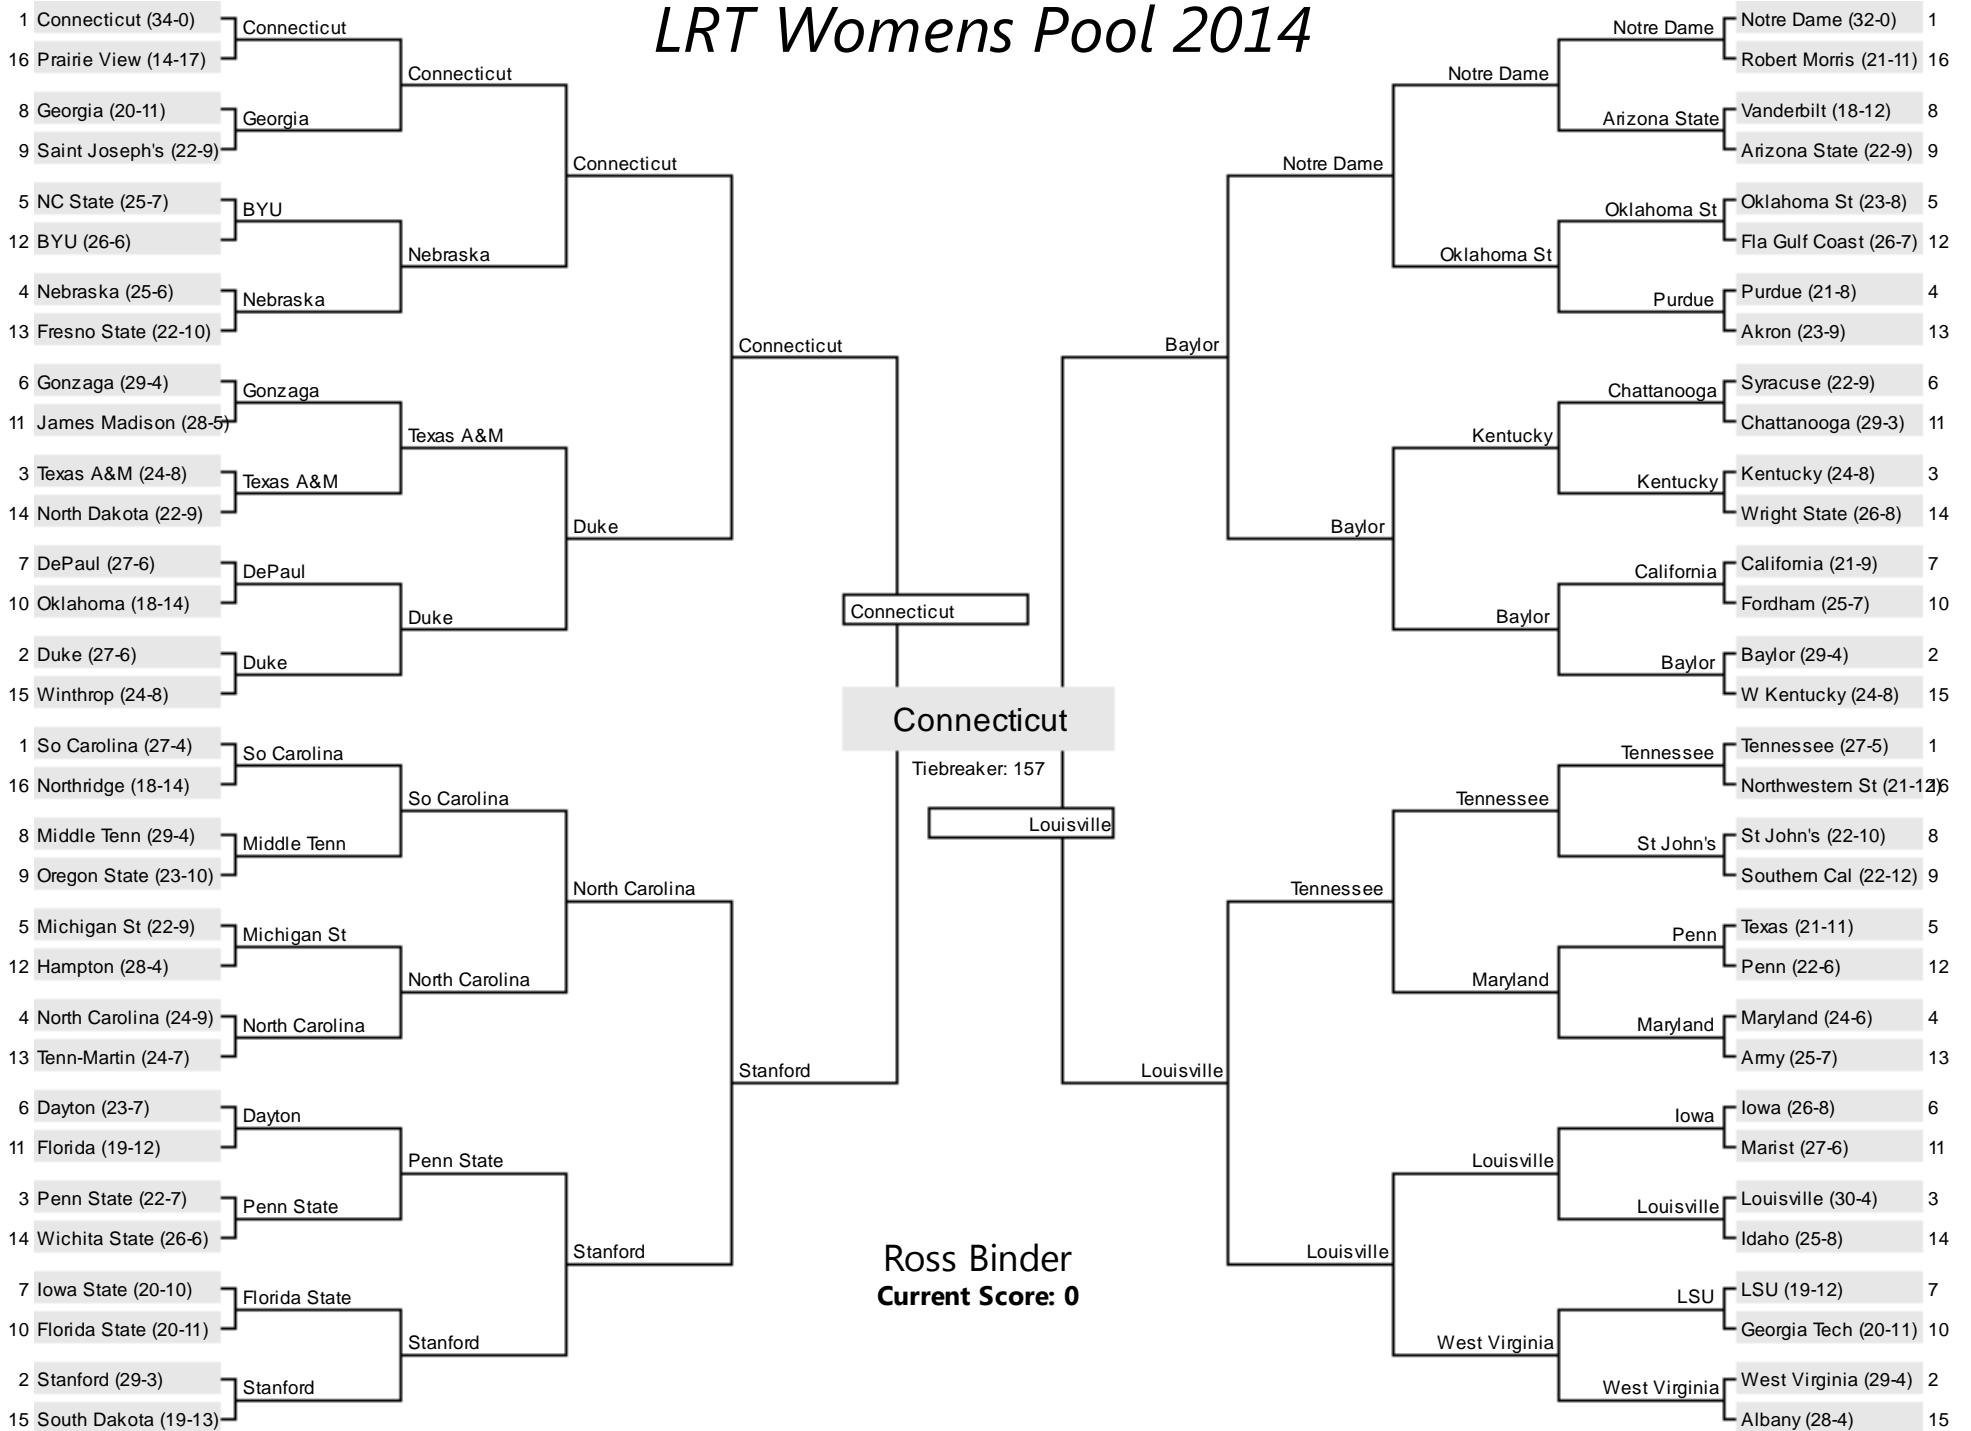 LRT Womens Pool 2014
1 Connecticut (34-0)
16 Prairie View (14-17)
8 Georgia (20-11)
9 Saint Joseph's (22-9)
5 NC State (25-7)
12 BYU (26-6)
4 Nebraska (25-6)
13 Fresno State (22-10)
6 Gonzaga (29-4)
11 James Madison (28-5)
3 Texas A&M (24-8)
14 North Dakota (22-9)
7 DePaul (27-6)
10 Oklahoma (18-14)
2 Duke (27-6)
15 Winthrop (24-8)
1 So Carolina (27-4)
16 Northridge (18-14)
8 Middle Tenn (29-4)
9 Oregon State (23-10)
5 Michigan St (22-9)
12 Hampton (28-4)
4 North Carolina (24-9)
13 Tenn-Martin (24-7)
6 Dayton (23-7)
11 Florida (19-12)
3 Penn State (22-7)
14 Wichita State (26-6)
7 Iowa State (20-10)
10 Florida State (20-11)
2 Stanford (29-3)
15 South Dakota (19-13)
Connecticut
Georgia
BYU
Nebraska
Gonzaga
Texas A&M
DePaul
Duke
So Carolina
Middle Tenn
Michigan St
North Carolina
Dayton
Penn State
Florida State
Stanford
Connecticut
Nebraska
Texas A&M
Duke
So Carolina
North Carolina
Penn State
Stanford
Connecticut
Duke
North Carolina
Stanford
Connecticut
Stanford
Connecticut
Connecticut
Tiebreaker: 157
Louisville
Ross Binder
Current Score: 0
Baylor
Louisville
Notre Dame
Baylor
Tennessee
Louisville
Notre Dame
Oklahoma St
Kentucky
Baylor
Tennessee
Maryland
Louisville
West Virginia
Notre Dame
Arizona State
Oklahoma St
Purdue
Chattanooga
Kentucky
California
Baylor
Tennessee
St John's
Penn
Maryland
Iowa
Louisville
LSU
West Virginia
Notre Dame (32-0) 1
Robert Morris (21-11) 16
Vanderbilt (18-12) 8
Arizona State (22-9) 9
Oklahoma St (23-8) 5
Fla Gulf Coast (26-7) 12
Purdue (21-8) 4
Akron (23-9) 13
Syracuse (22-9) 6
Chattanooga (29-3) 11
Kentucky (24-8) 3
Wright State (26-8) 14
California (21-9) 7
Fordham (25-7) 10
Baylor (29-4) 2
W Kentucky (24-8) 15
Tennessee (27-5) 1
Northwestern St (21-12) 16
St John's (22-10) 8
Southern Cal (22-12) 9
Texas (21-11) 5
Penn (22-6) 12
Maryland (24-6) 4
Army (25-7) 13
Iowa (26-8) 6
Marist (27-6) 11
Louisville (30-4) 3
Idaho (25-8) 14
LSU (19-12) 7
Georgia Tech (20-11) 10
West Virginia (29-4) 2
Albany (28-4) 15